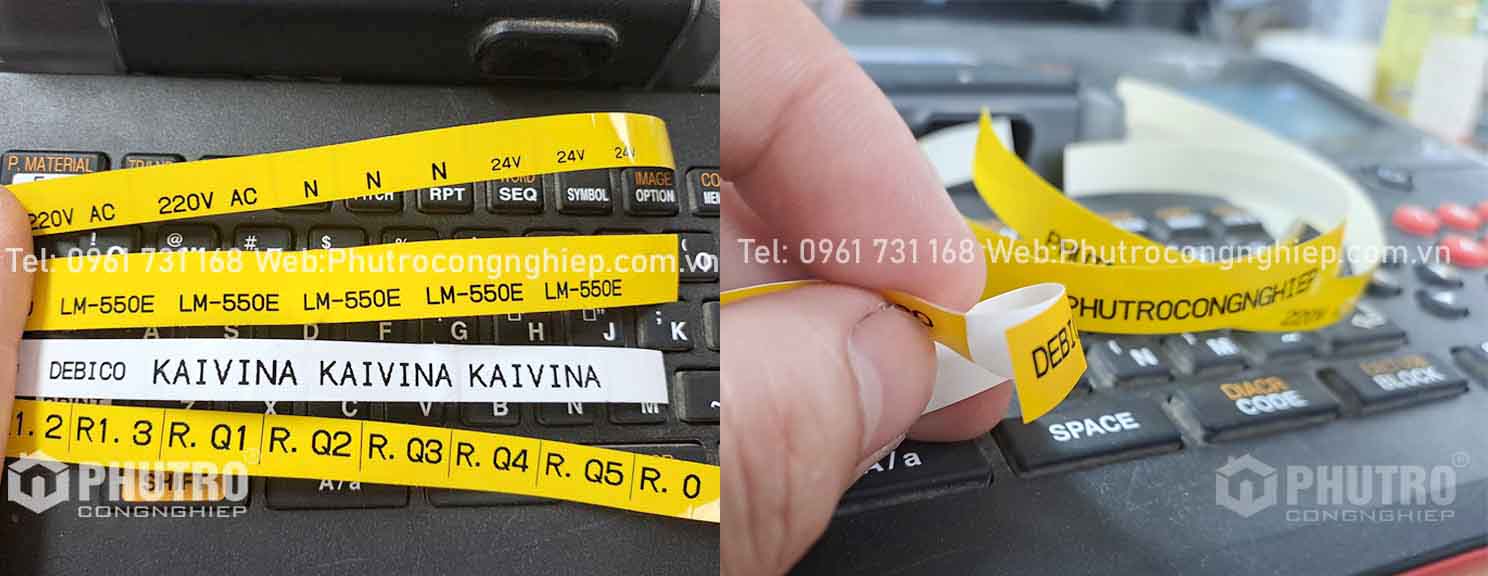 P. MATERIAL
220V AC 220V AC N N N 24V 24V 24V
RPT SEQ SYMBOL IMAGE OPTION
@ # $ %
Tel: 0961 731 168 Web:Phutrocongnghiep.com.vn
LM-550E LM-550E LM-550E LM-550E LM-550E
A S D F G H J K
DEBICO KAIVINA KAIVINA KAIVINA
X C V B N M
R1. 3 R. Q1 R. Q2 R. Q3 R. Q4 R. Q5 R. 0
SHIFT A/a
PHUTRO
CONGNGHIEP
Tel: 0961 731 168 Web:Phutrocongnghiep.com.vn
PHUTROCONGNGHIEP
220V
DEBI
N M
DIACR CODE
BLOCK
SPACE
A/a
PHUTRO®
CONGNGHIEP